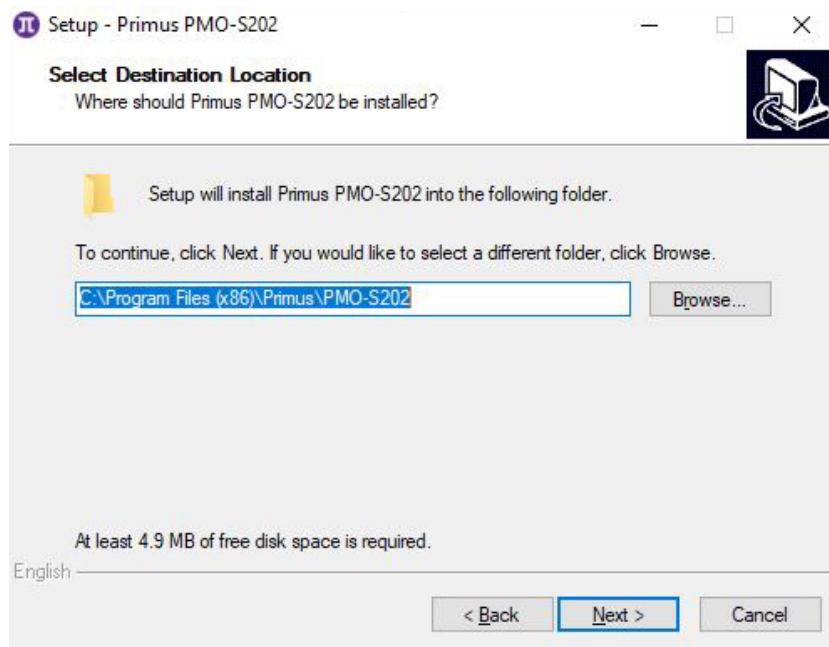 Setup - Primus PMO-S202
Select Destination Location
Where should Primus PMO-S202 be installed?
Setup will install Primus PMO-S202 into the following folder.
To continue, click Next. If you would like to select a different folder, click Browse.
C:\Program Files (x86)\Primus\PMO-S202
Browse...
At least 4.9 MB of free disk space is required.
English
< Back
Next >
Cancel